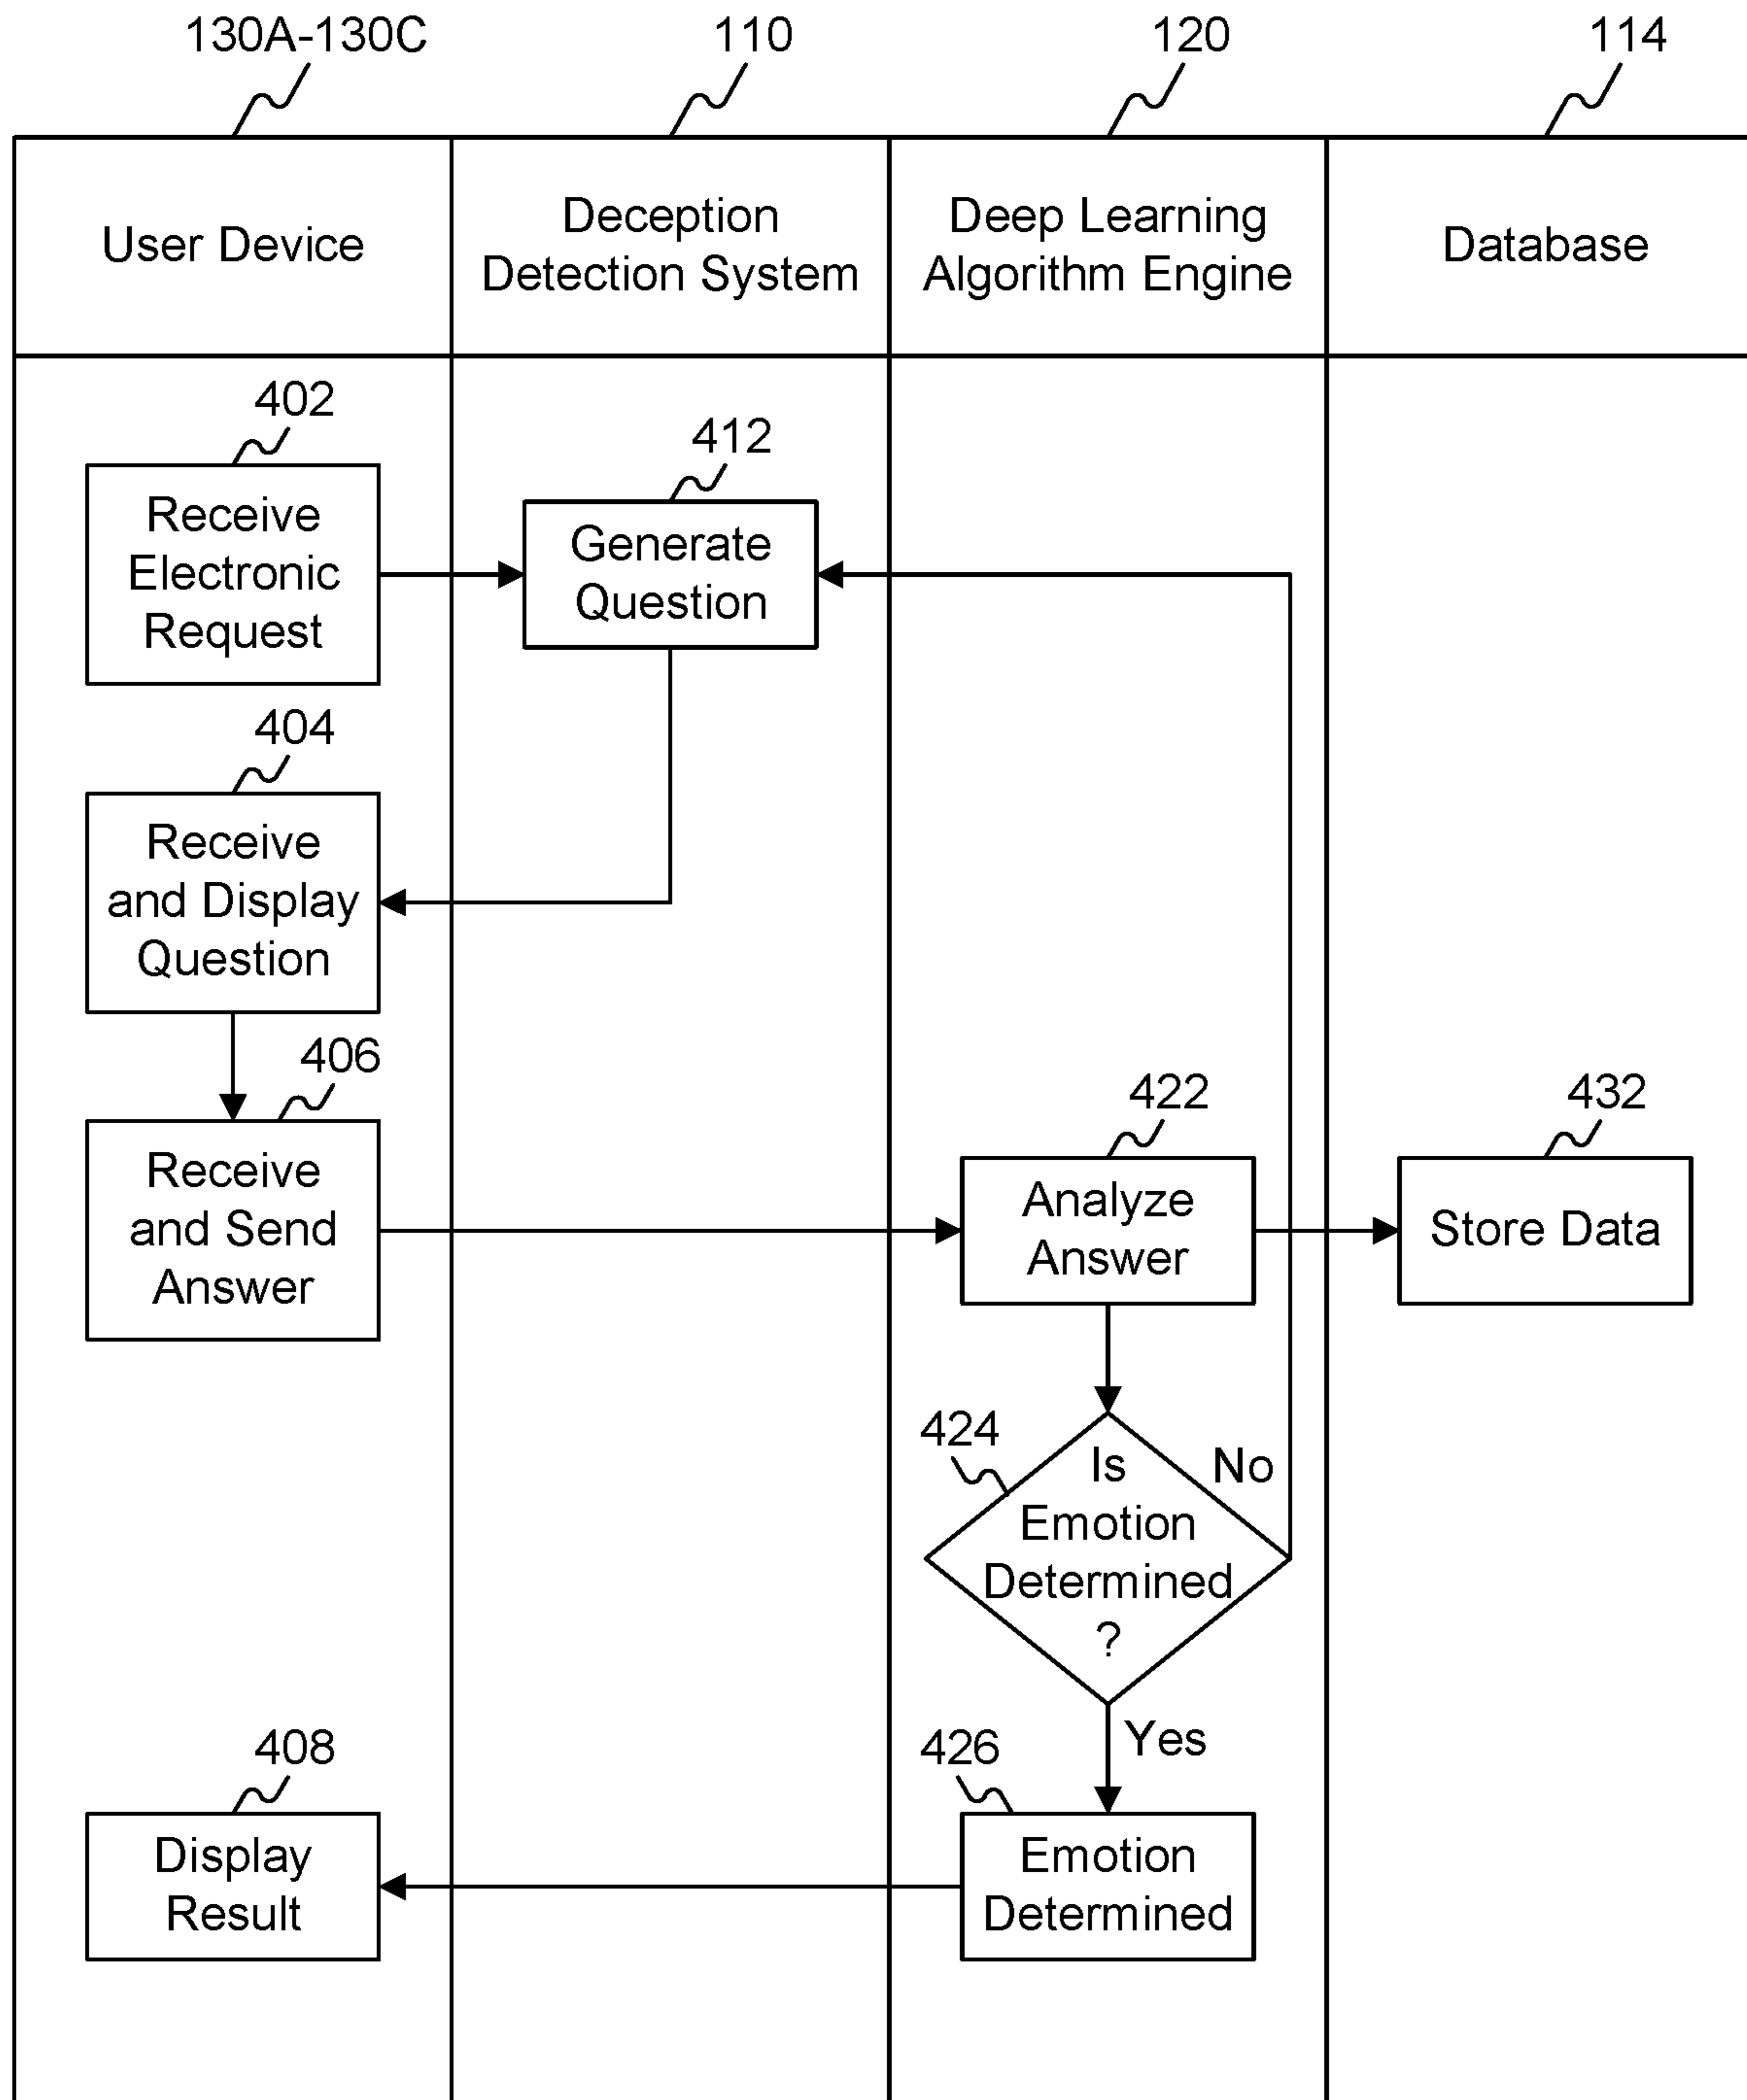 130A-130C
110
120
114
User Device
Deception
Detection System
Deep Learning
Algorithm Engine
Database
402
Receive
Electronic
Request
412
Generate
Question
404
Receive
and Display
Question
406
Receive
and Send
Answer
422
Analyze
Answer
432
Store Data
424
Is
Emotion
Determined
?
No
Yes
426
Emotion
Determined
408
Display
Result